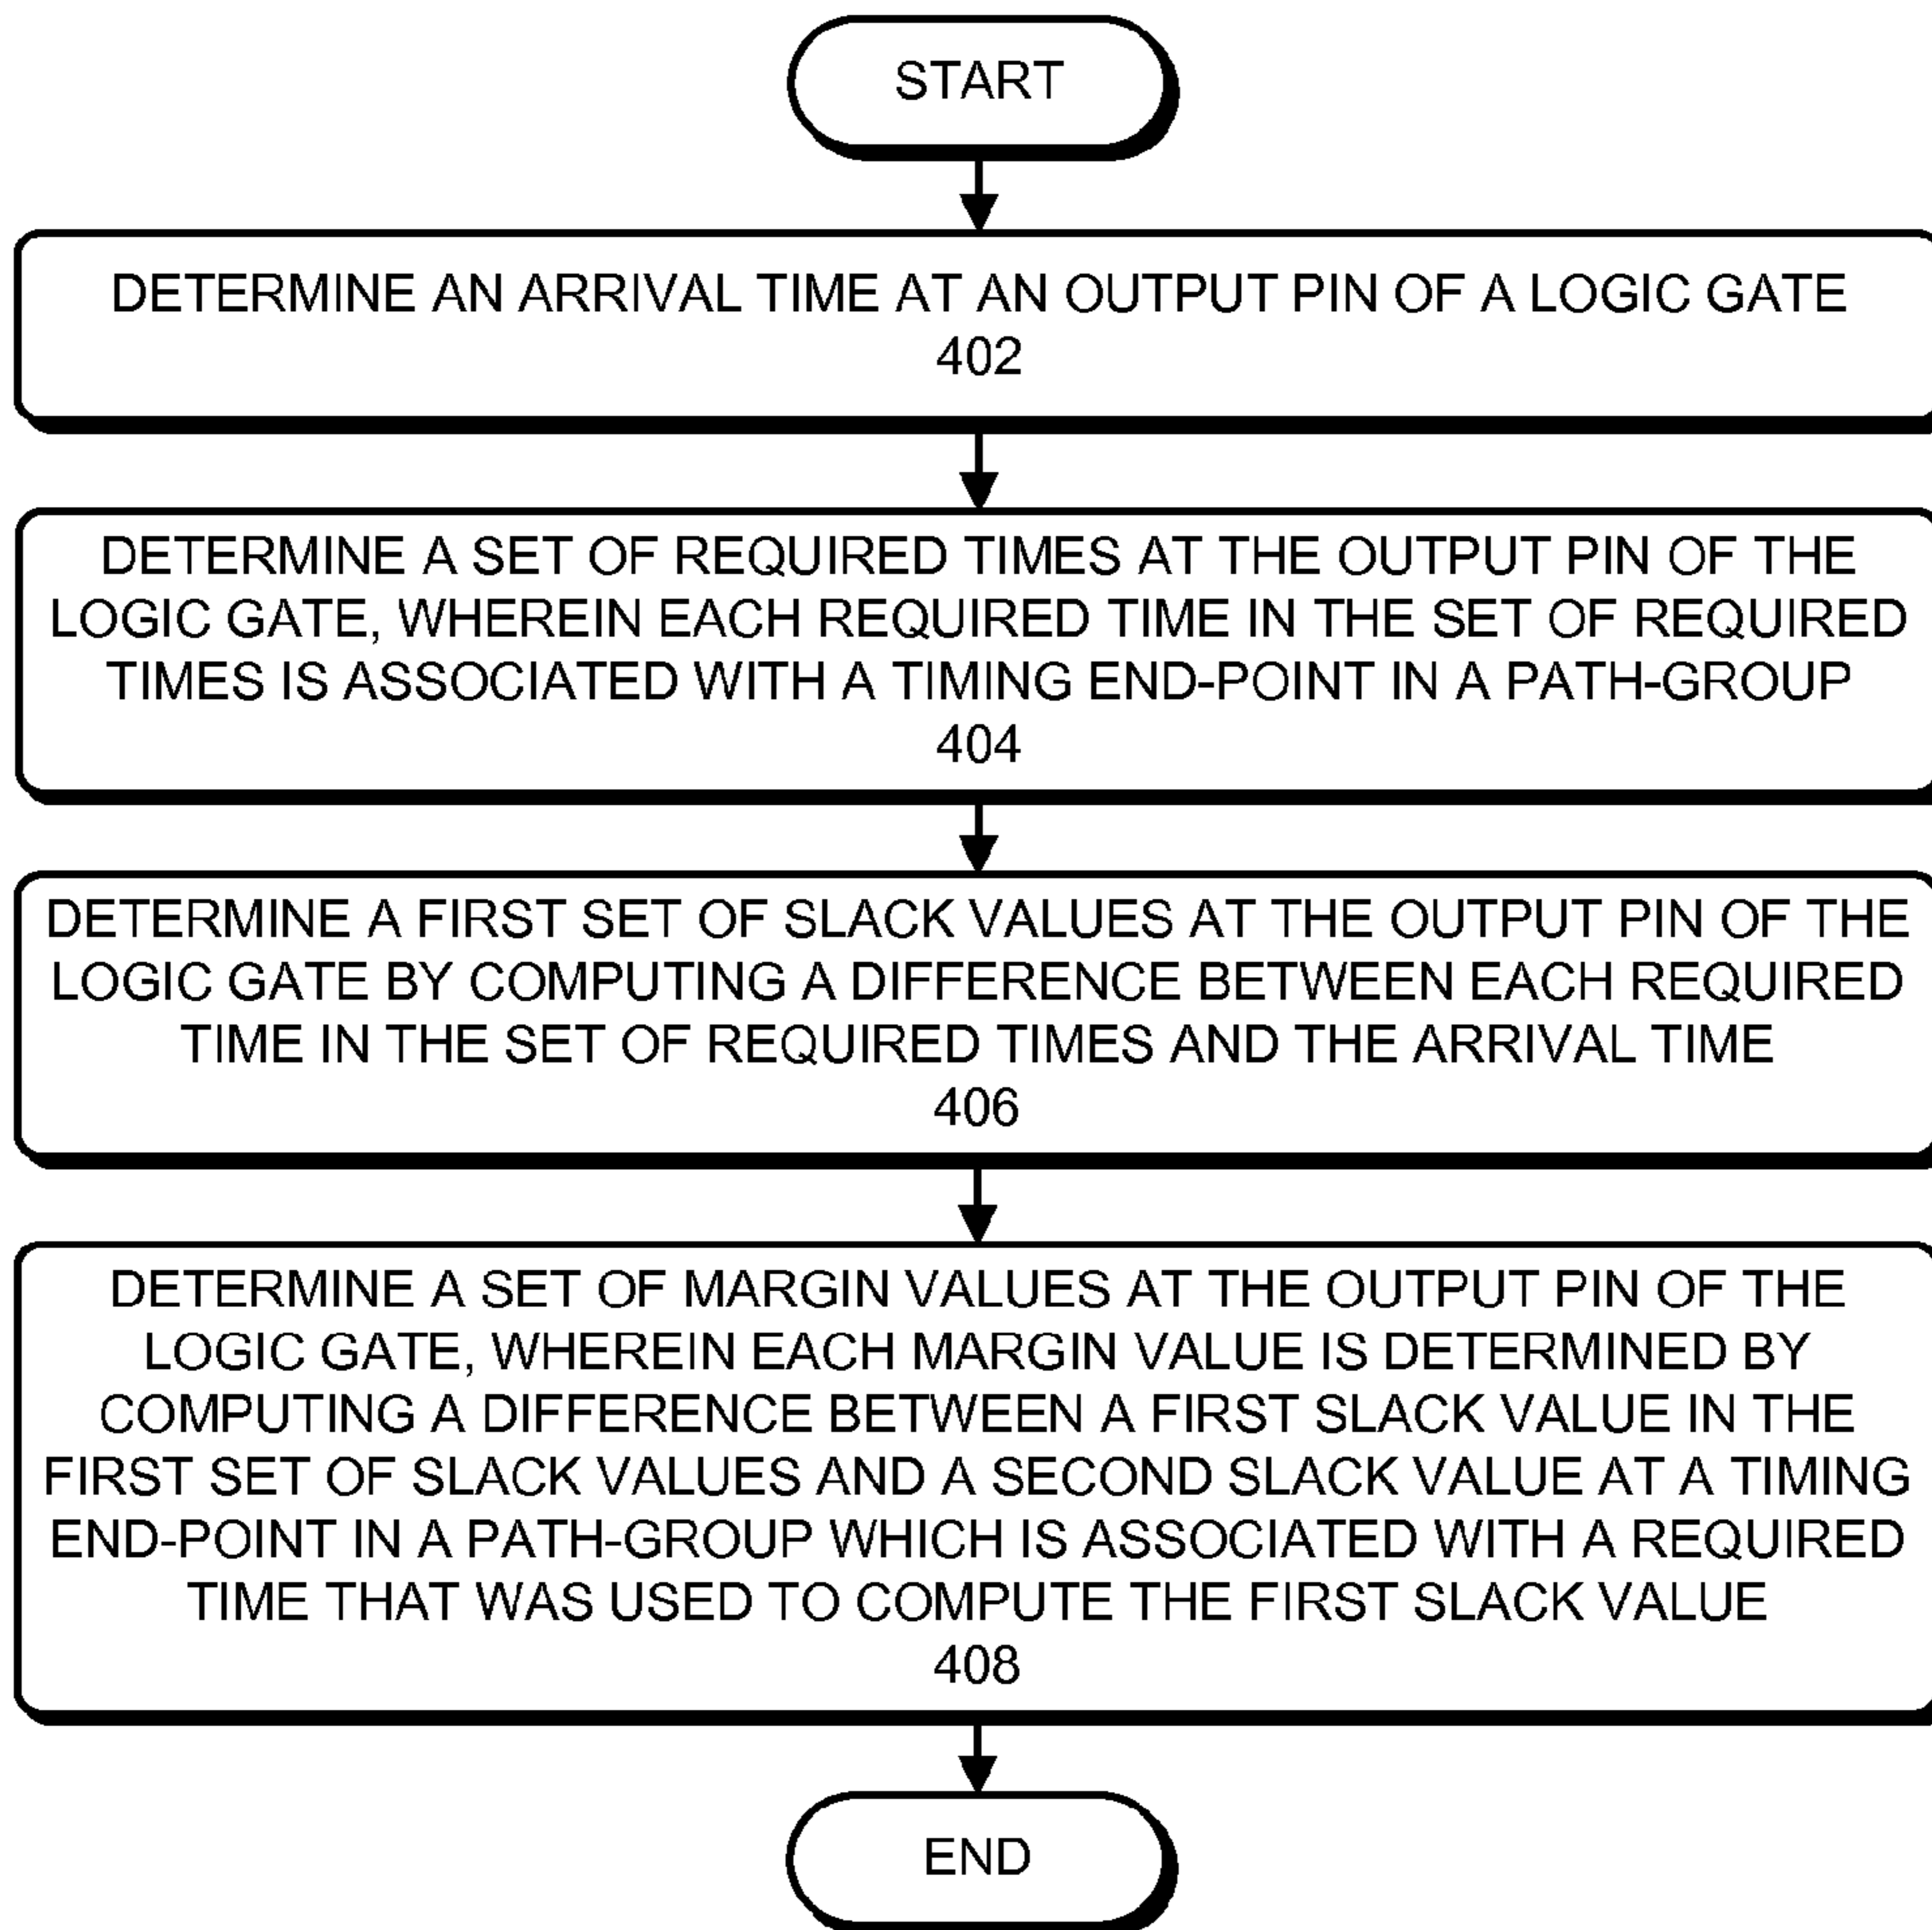 START
DETERMINE AN ARRIVAL TIME AT AN OUTPUT PIN OF A LOGIC GATE
402
DETERMINE A SET OF REQUIRED TIMES AT THE OUTPUT PIN OF THE
LOGIC GATE, WHEREIN EACH REQUIRED TIME IN THE SET OF REQUIRED
TIMES IS ASSOCIATED WITH A TIMING END-POINT IN A PATH-GROUP
404
DETERMINE A FIRST SET OF SLACK VALUES AT THE OUTPUT PIN OF THE
LOGIC GATE BY COMPUTING A DIFFERENCE BETWEEN EACH REQUIRED
TIME IN THE SET OF REQUIRED TIMES AND THE ARRIVAL TIME
406
DETERMINE A SET OF MARGIN VALUES AT THE OUTPUT PIN OF THE
LOGIC GATE, WHEREIN EACH MARGIN VALUE IS DETERMINED BY
COMPUTING A DIFFERENCE BETWEEN A FIRST SLACK VALUE IN THE
FIRST SET OF SLACK VALUES AND A SECOND SLACK VALUE AT A TIMING
END-POINT IN A PATH-GROUP WHICH IS ASSOCIATED WITH A REQUIRED
TIME THAT WAS USED TO COMPUTE THE FIRST SLACK VALUE
408
END